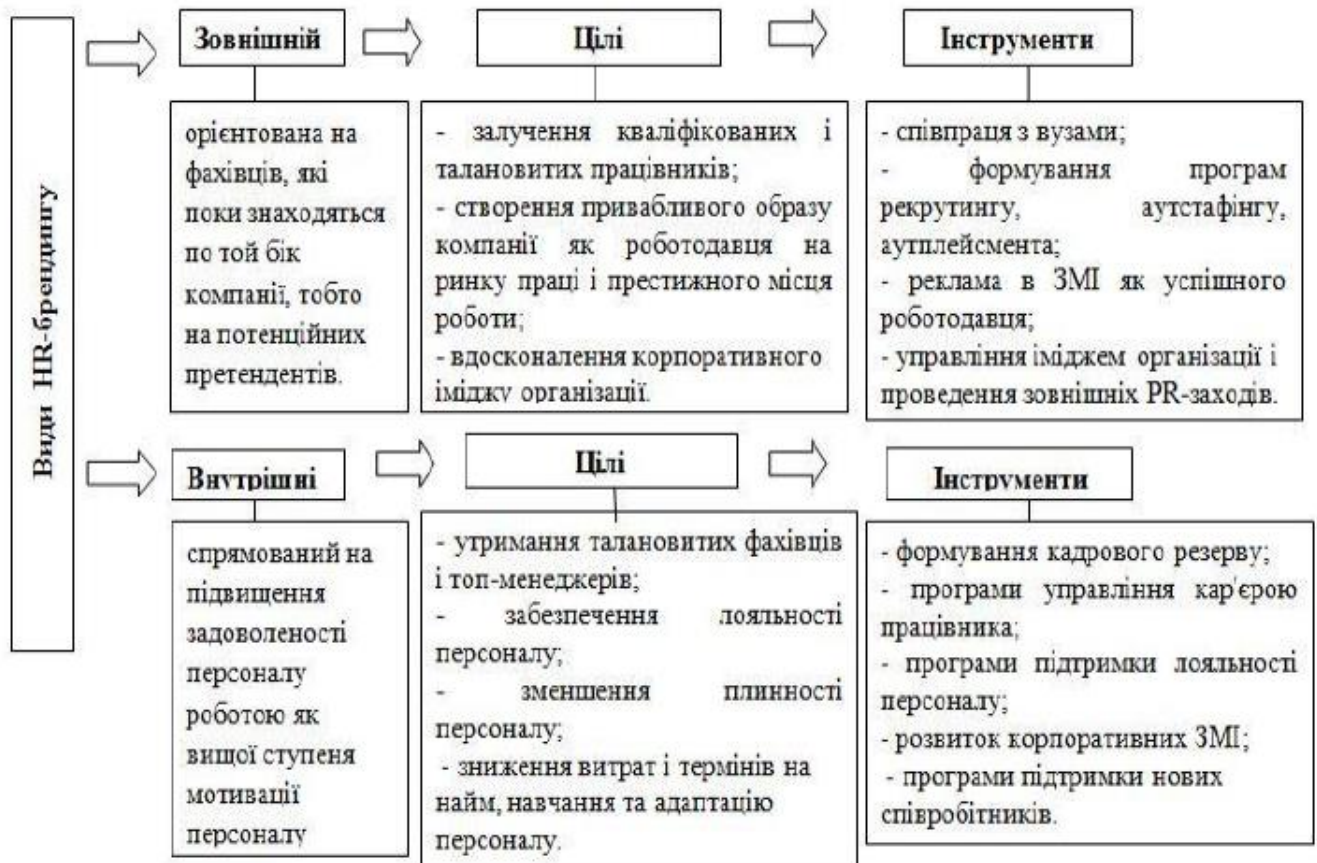 Види HR-брендингу
Зовнішній
Цілі
Інструменти
орієнтована на
фахівців, які
поки знаходяться
по той бік
компанії, тобто
на потенційних
претендентів.
- залучення кваліфікованих і
талановитих працівників;
- створення привабливого образу
компанії як роботодавця на
ринку праці і престижного місця
роботи;
- вдосконалення корпоративного
іміджу організації.
- співпраця з вузами;
- формування програм
рекрутингу, аутстафінгу,
аутплейсмента;
- реклама в ЗМІ як успішного
роботодавця;
- управління іміджем організації і
проведення зовнішніх PR-заходів.
Внутрішні
Цілі
Інструменти
спрямований на
підвищення
задоволеності
персоналу
роботою як
вищої ступеня
мотивації
персоналу
- утримання талановитих фахівців
і топ-менеджерів;
- забезпечення лояльності
персоналу;
- зменшення плинності
персоналу;
- зниження витрат і термінів на
найм, навчання та адаптацію
персоналу.
- формування кадрового резерву;
- програми управління кар'єрою
працівника;
- програми підтримки лояльності
персоналу;
- розвиток корпоративних ЗМІ;
- програми підтримки нових
співробітників.